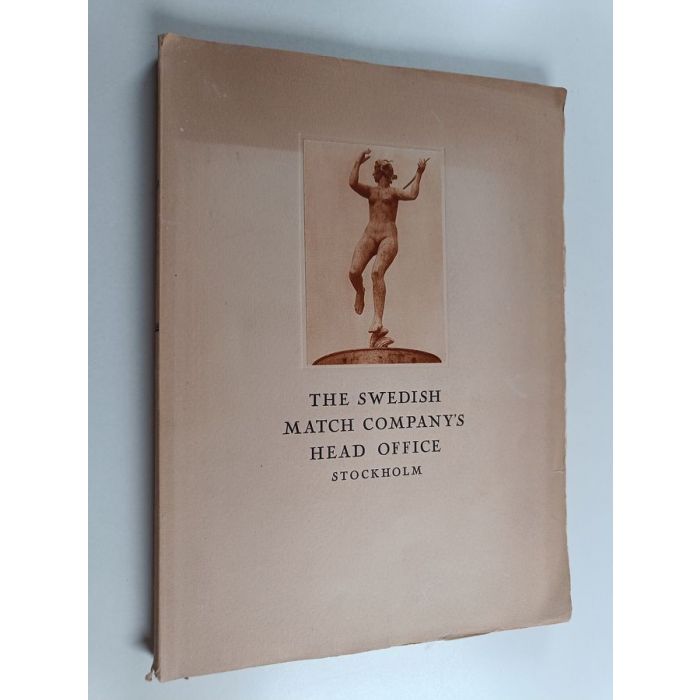 THE SWEDISH
MATCH COMPANY'S
HEAD OFFICE
STOCKHOLM